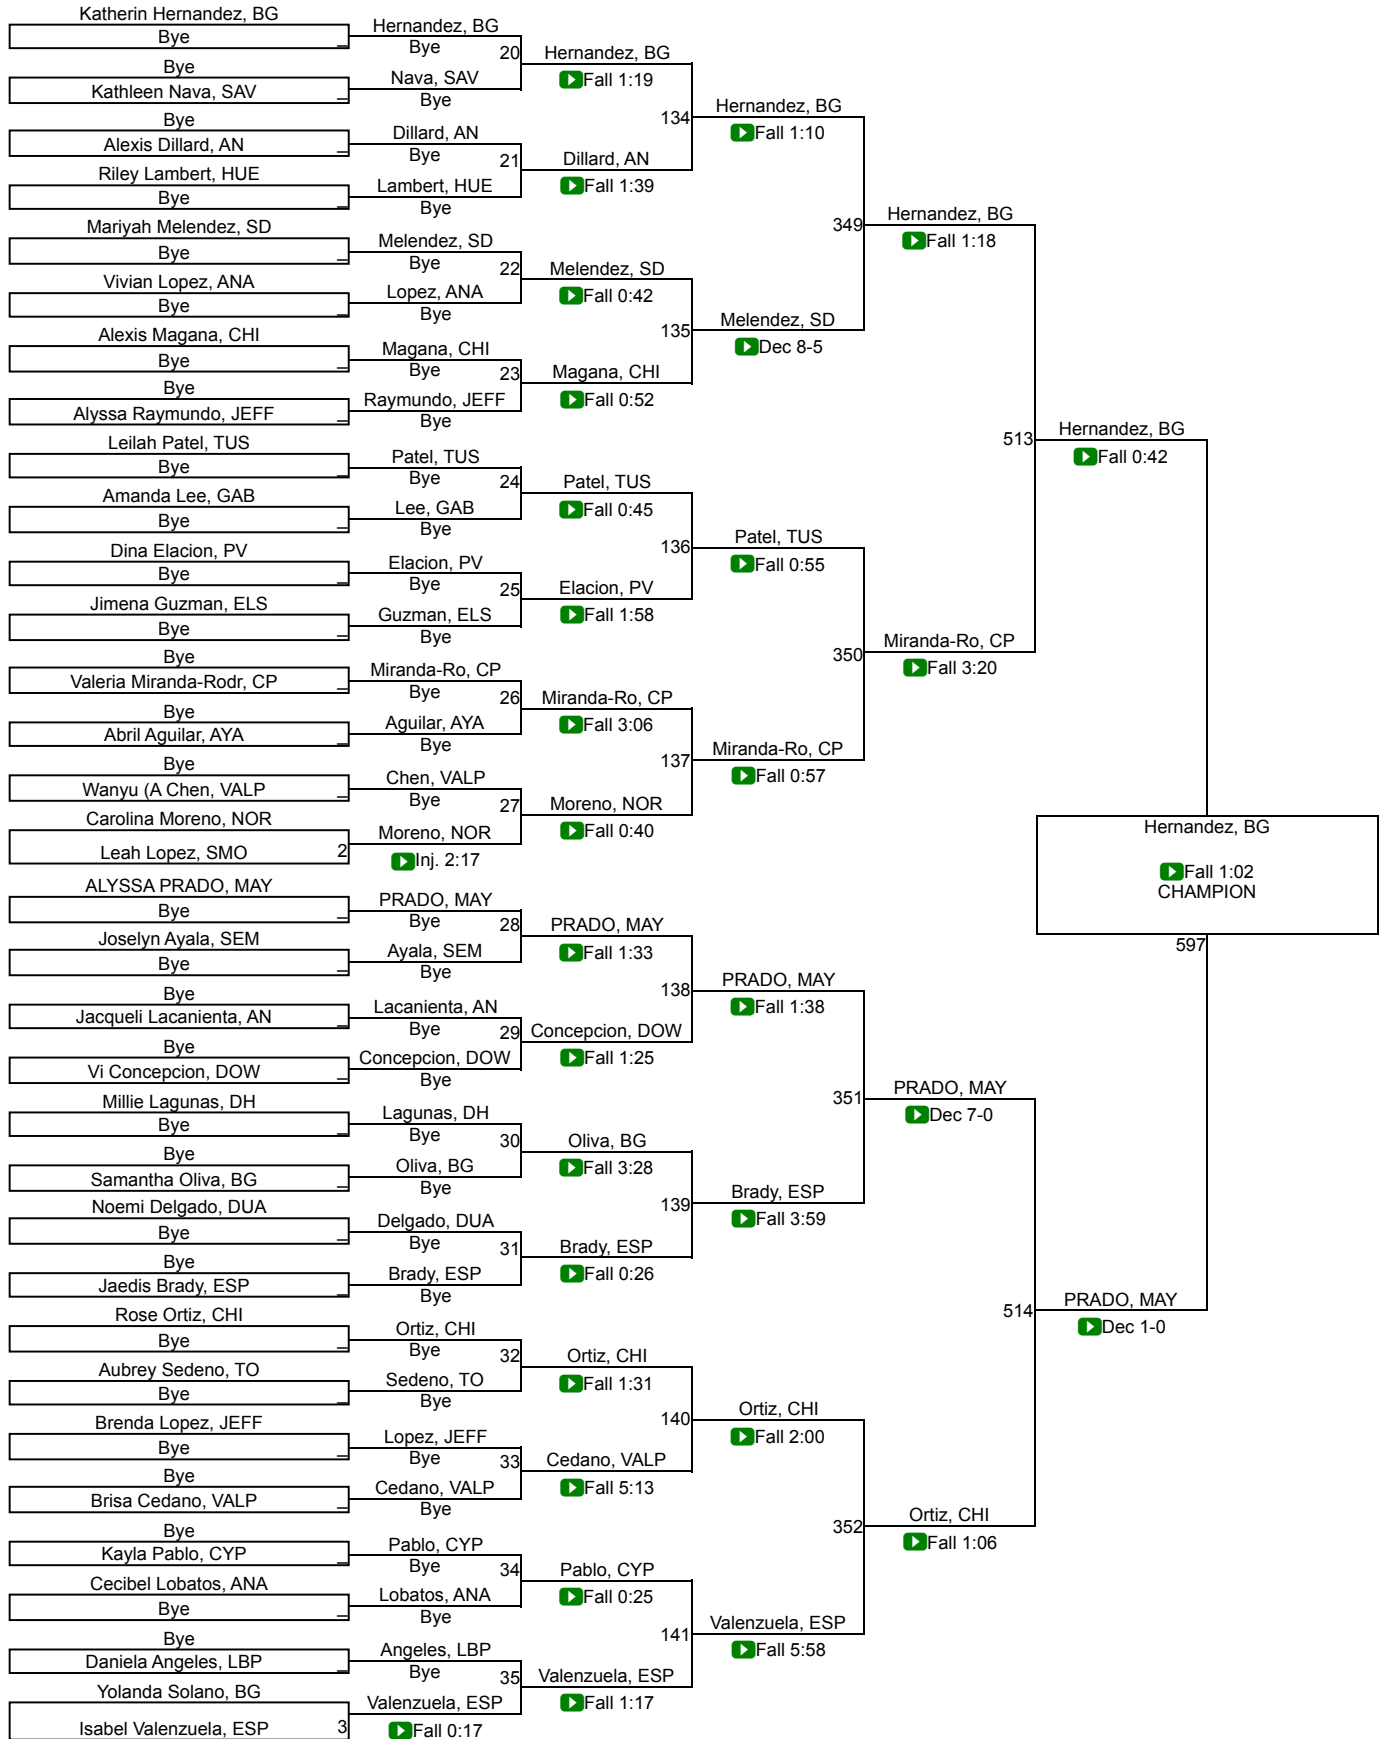 Katherin Hernandez, BG
Bye _
Bye
Kathleen Nava, SAV _
Bye
Alexis Dillard, AN _
Riley Lambert, HUE
Bye _
Mariyah Melendez, SD
Bye _
Vivian Lopez, ANA
Bye _
Alexis Magana, CHI
Bye _
Bye
Alyssa Raymundo, JEFF _
Leilah Patel, TUS
Bye _
Amanda Lee, GAB
Bye _
Dina Elacion, PV
Bye _
Jimena Guzman, ELS
Bye _
Bye
Valeria Miranda-Rodr, CP _
Bye
Abril Aguilar, AYA _
Bye
Wanyu (A Chen, VALP _
Carolina Moreno, NOR
Leah Lopez, SMO 2
ALYSSA PRADO, MAY
Bye _
Joselyn Ayala, SEM
Bye _
Bye
Jacqueli Lacanienta, AN _
Bye
Vi Concepcion, DOW _
Millie Lagunas, DH
Bye _
Bye
Samantha Oliva, BG _
Noemi Delgado, DUA
Bye _
Bye
Jaedis Brady, ESP _
Rose Ortiz, CHI
Bye _
Aubrey Sedeno, TO
Bye _
Brenda Lopez, JEFF
Bye _
Bye
Brisa Cedano, VALP _
Bye
Kayla Pablo, CYP _
Cecibel Lobatos, ANA
Bye _
Bye
Daniela Angeles, LBP _
Yolanda Solano, BG
Isabel Valenzuela, ESP 3
Hernandez, BG
Bye 20
Nava, SAV
Bye
Dillard, AN
Bye 21
Lambert, HUE
Bye
Melendez, SD
Bye 22
Lopez, ANA
Bye
Magana, CHI
Bye 23
Raymundo, JEFF
Bye
Patel, TUS
Bye 24
Lee, GAB
Bye
Elacion, PV
Bye 25
Guzman, ELS
Bye
Miranda-Ro, CP
Bye 26
Aguilar, AYA
Bye
Chen, VALP
Bye 27
Moreno, NOR
Inj. 2:17
PRADO, MAY
Bye 28
Ayala, SEM
Bye
Lacanienta, AN
Bye 29
Concepcion, DOW
Bye
Lagunas, DH
Bye 30
Oliva, BG
Bye
Delgado, DUA
Bye 31
Brady, ESP
Bye
Ortiz, CHI
Bye 32
Sedeno, TO
Bye
Lopez, JEFF
Bye 33
Cedano, VALP
Bye
Pablo, CYP
Bye 34
Lobatos, ANA
Bye
Angeles, LBP
Bye 35
Valenzuela, ESP
Fall 0:17
Hernandez, BG
Fall 1:19
134
Dillard, AN
Fall 1:39
Melendez, SD
Fall 0:42
135
Magana, CHI
Fall 0:52
Patel, TUS
Fall 0:45
136
Elacion, PV
Fall 1:58
Miranda-Ro, CP
Fall 3:06
137
Moreno, NOR
Fall 0:40
PRADO, MAY
Fall 1:33
138
Concepcion, DOW
Fall 1:25
Oliva, BG
Fall 3:28
139
Brady, ESP
Fall 0:26
Ortiz, CHI
Fall 1:31
140
Cedano, VALP
Fall 5:13
Pablo, CYP
Fall 0:25
141
Valenzuela, ESP
Fall 1:17
Hernandez, BG
Fall 1:10
349
Melendez, SD
Dec 8-5
Patel, TUS
Fall 0:55
350
Miranda-Ro, CP
Fall 0:57
PRADO, MAY
Fall 1:38
351
Brady, ESP
Fall 3:59
Ortiz, CHI
Fall 2:00
352
Valenzuela, ESP
Fall 5:58
Hernandez, BG
Fall 1:18
513
Miranda-Ro, CP
Fall 3:20
PRADO, MAY
Dec 7-0
514
Ortiz, CHI
Fall 1:06
Hernandez, BG
Fall 0:42
PRADO, MAY
Dec 1-0
Hernandez, BG
Fall 1:02
CHAMPION
597